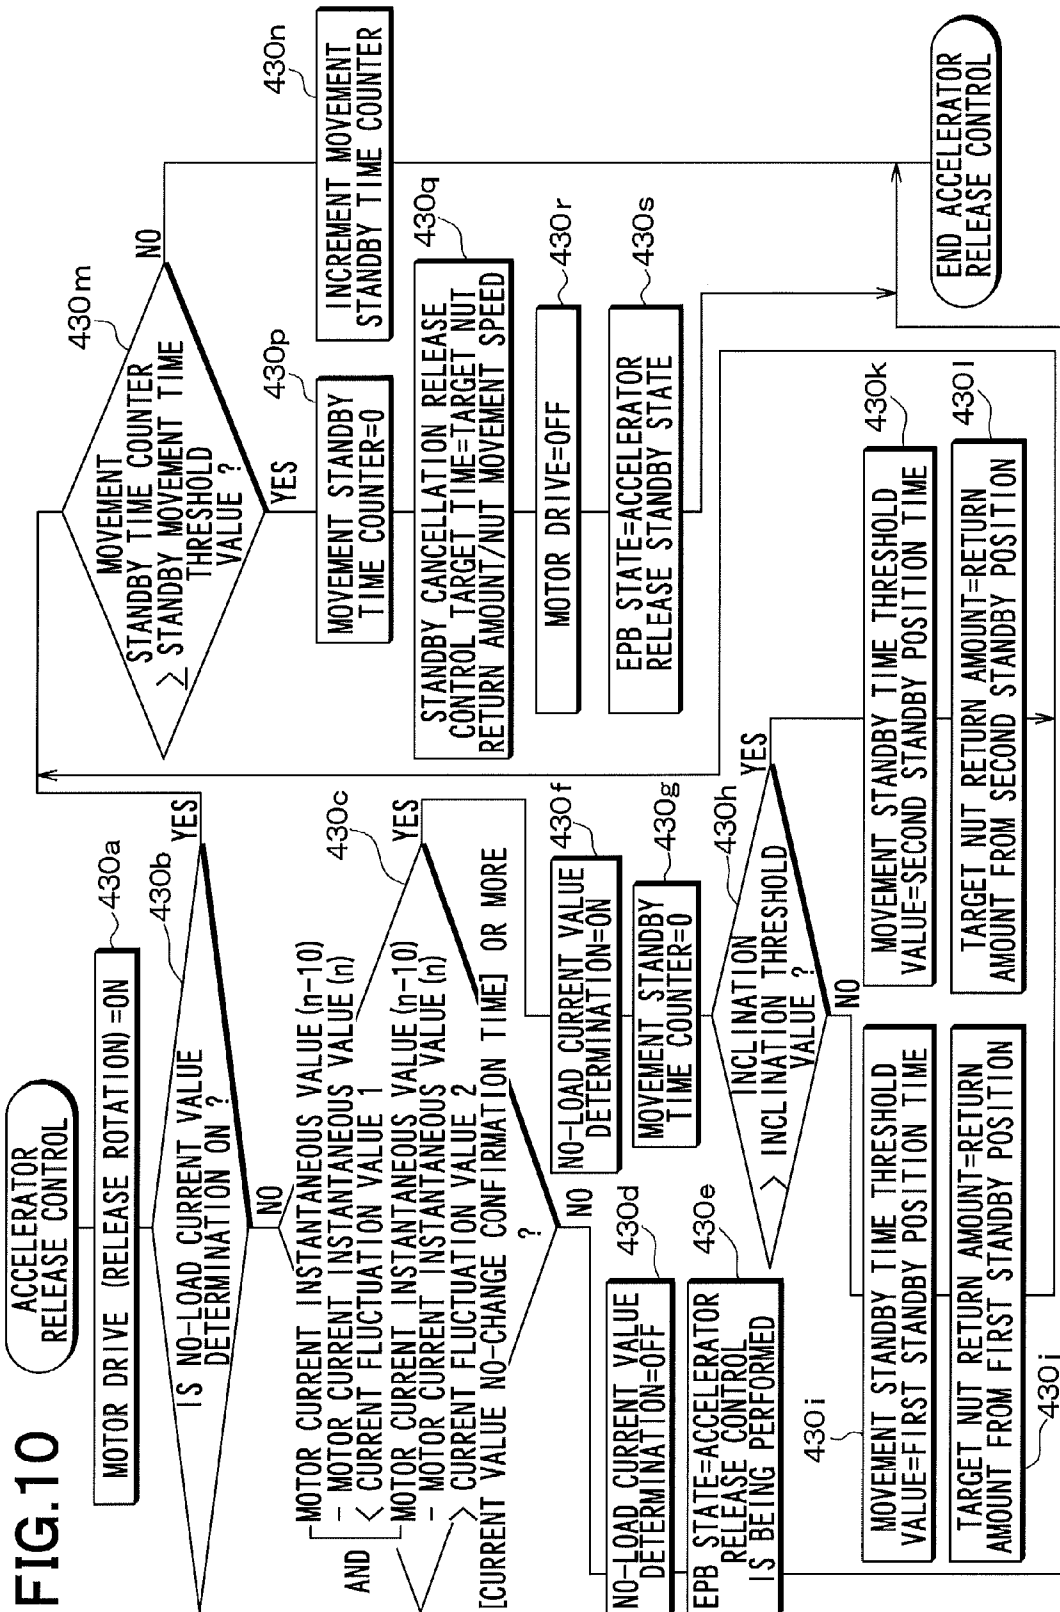 FIG.10
ACCELERATOR
RELEASE CONTROL
MOTOR DRIVE (RELEASE ROTATION)=ON
430a
IS NO-LOAD CURRENT VALUE
DETERMINATION ON ?
430b
YES
NO
AND
MOTOR CURRENT INSTANTANEOUS VALUE (n-10)
- MOTOR CURRENT INSTANTANEOUS VALUE (n)
< CURRENT FLUCTUATION VALUE 1
MOTOR CURRENT INSTANTANEOUS VALUE (n-10)
- MOTOR CURRENT INSTANTANEOUS VALUE (n)
> CURRENT FLUCTUATION VALUE 2
[CURRENT VALUE NO-CHANGE CONFIRMATION TIME] OR MORE
?
430c
YES
NO
NO-LOAD CURRENT VALUE
DETERMINATION=OFF
430d
EPB STATE=ACCELERATOR
RELEASE CONTROL
IS BEING PERFORMED
430e
NO-LOAD CURRENT VALUE
DETERMINATION=ON
430f
MOVEMENT STANDBY
TIME COUNTER=0
430g
INCLINATION
> INCLINATION THRESHOLD
VALUE ?
430h
YES
NO
MOVEMENT STANDBY TIME THRESHOLD
VALUE=FIRST STANDBY POSITION TIME
430i
TARGET NUT RETURN AMOUNT=RETURN
AMOUNT FROM FIRST STANDBY POSITION
430j
MOVEMENT STANDBY TIME THRESHOLD
VALUE=SECOND STANDBY POSITION TIME
430k
TARGET NUT RETURN AMOUNT=RETURN
AMOUNT FROM SECOND STANDBY POSITION
430l
MOVEMENT
STANDBY TIME COUNTER
≥ STANDBY MOVEMENT TIME
THRESHOLD
VALUE ?
430m
NO
YES
INCREMENT MOVEMENT
STANDBY TIME COUNTER
430n
MOVEMENT STANDBY
TIME COUNTER=0
430p
STANDBY CANCELLATION RELEASE
CONTROL TARGET TIME=TARGET NUT
RETURN AMOUNT/NUT MOVEMENT SPEED
430q
MOTOR DRIVE=OFF
430r
EPB STATE=ACCELERATOR
RELEASE STANDBY STATE
430s
END ACCELERATOR
RELEASE CONTROL